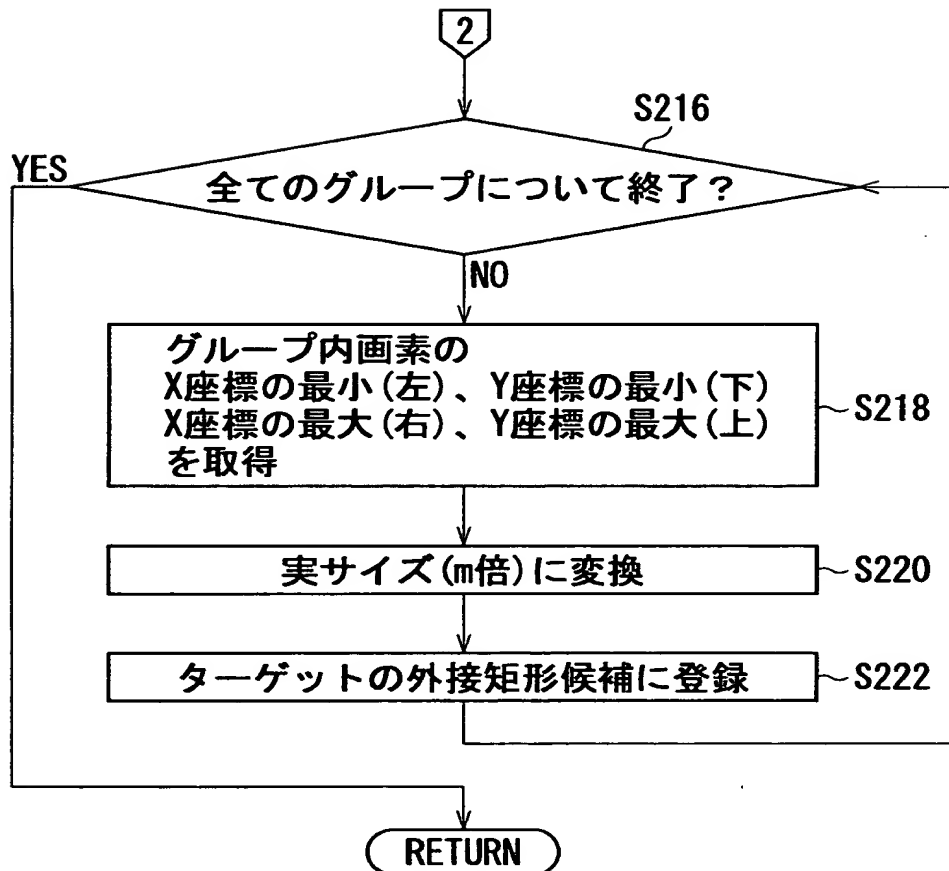 2
S216
YES
全てのグループについて終了？
NO
グループ内画素の
X座標の最小(左)、Y座標の最小(下)
X座標の最大(右)、Y座標の最大(上)
を取得
S218
実サイズ(m倍)に変換
S220
ターゲットの外接矩形候補に登録
S222
RETURN